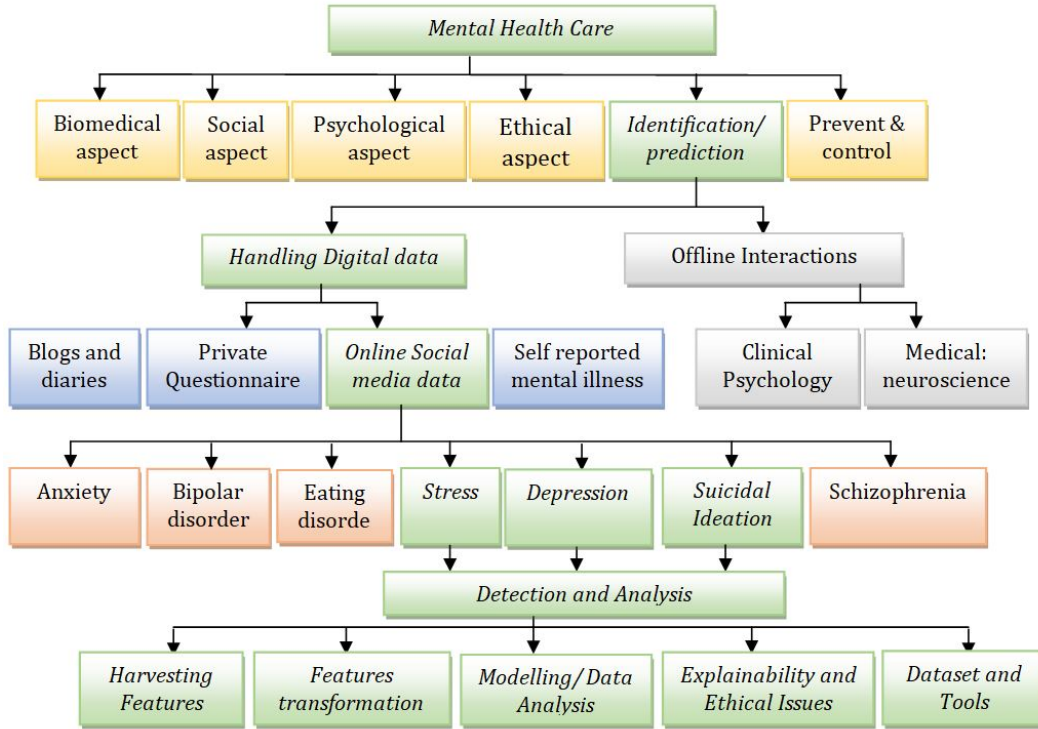 Mental Health Care
Biomedical
aspect
Social
aspect
Psychological
aspect
Ethical
aspect
Identification/
prediction
Prevent &
control
Handling Digital data
Offline Interactions
Blogs and
diaries
Private
Questionnaire
Online Social
media data
Self reported
mental illness
Clinical
Psychology
Medical:
neuroscience
Anxiety
Bipolar
disorder
Eating
disorde
Stress
Depression
Suicidal
Ideation
Schizophrenia
Detection and Analysis
Harvesting
Features
Features
transformation
Modelling/ Data
Analysis
Explainability and
Ethical Issues
Dataset and
Tools